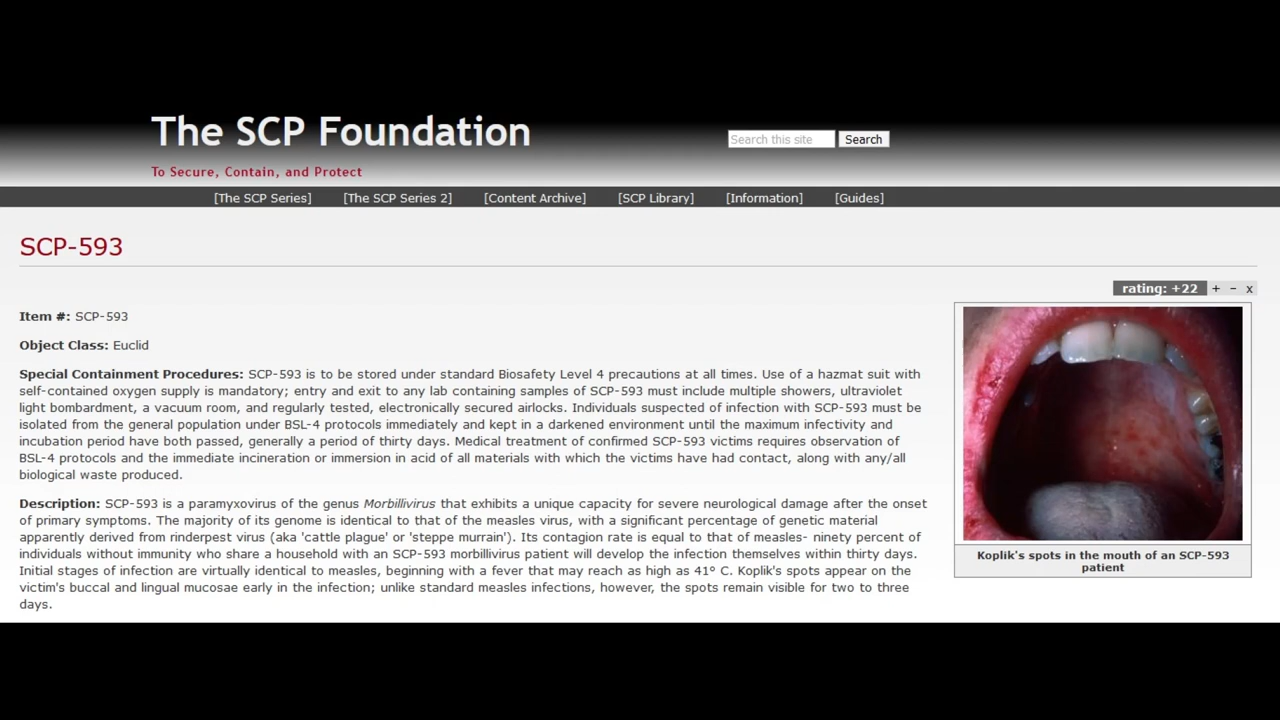 The SCP Foundation
Search this site
Search
To Secure, Contain, and Protect
[The SCP Series] [The SCP Series 2] [Content Archive] [SCP Library] [Information] [Guides]
SCP-593
rating: +22 + − x
Item #: SCP-593
Object Class: Euclid
Special Containment Procedures: SCP-593 is to be stored under standard Biosafety Level 4 precautions at all times. Use of a hazmat suit with
self-contained oxygen supply is mandatory; entry and exit to any lab containing samples of SCP-593 must include multiple showers, ultraviolet
light bombardment, a vacuum room, and regularly tested, electronically secured airlocks. Individuals suspected of infection with SCP-593 must be
isolated from the general population under BSL-4 protocols immediately and kept in a darkened environment until the maximum infectivity and
incubation period have both passed, generally a period of thirty days. Medical treatment of confirmed SCP-593 victims requires observation of
BSL-4 protocols and the immediate incineration or immersion in acid of all materials with which the victims have had contact, along with any/all
biological waste produced.
Description: SCP-593 is a paramyxovirus of the genus Morbillivirus that exhibits a unique capacity for severe neurological damage after the onset
of primary symptoms. The majority of its genome is identical to that of the measles virus, with a significant percentage of genetic material
apparently derived from rinderpest virus (aka 'cattle plague' or 'steppe murrain'). Its contagion rate is equal to that of measles- ninety percent of
individuals without immunity who share a household with an SCP-593 morbillivirus patient will develop the infection themselves within thirty days.
Initial stages of infection are virtually identical to measles, beginning with a fever that may reach as high as 41º C. Koplik's spots appear on the
victim's buccal and lingual mucosae early in the infection; unlike standard measles infections, however, the spots remain visible for two to three
days.
Koplik's spots in the mouth of an SCP-593
patient